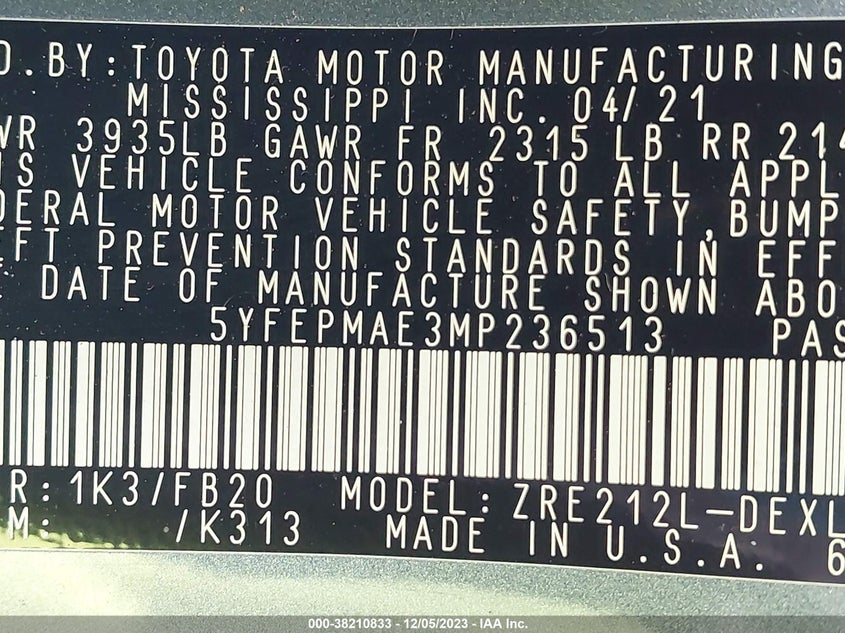 D.BY:TOYOTA MOTOR MANUFACTURING
MISSISSIPPI INC. 04/21
WR 3935LB GAWR FR 2315 LB RR 214
IS VEHICLE CONFORMS TO ALL APPL
DERAL MOTOR VEHICLE SAFETY,BUMP
EFT PREVENTION STANDARDS IN EFF
E DATE OF MANUFACTURE SHOWN ABO
5YFEPMAE3MP236513 PAS
R:1K3/FB20 MODEL:ZRE212L-DEXL
M: /K313 MADE IN U.S.A. 6
000-38210833 - 12/05/2023 - IAA Inc.